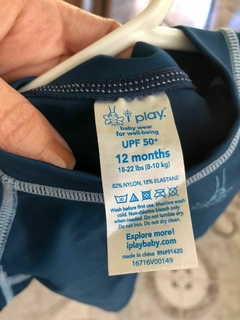 i play.
baby wear
for well-being
UPF 50+
12 months
18-22 lbs (8-10 kg)
82% NYLON, 18% ELASTANE
Wash before first use. Machine wash
cold. Non-chlorine bleach only
when needed. Do not tumble dry.
Do not iron. Do not dry clean.
Explore more!
iplaybaby.com
made in china RN#91420
16716V00149